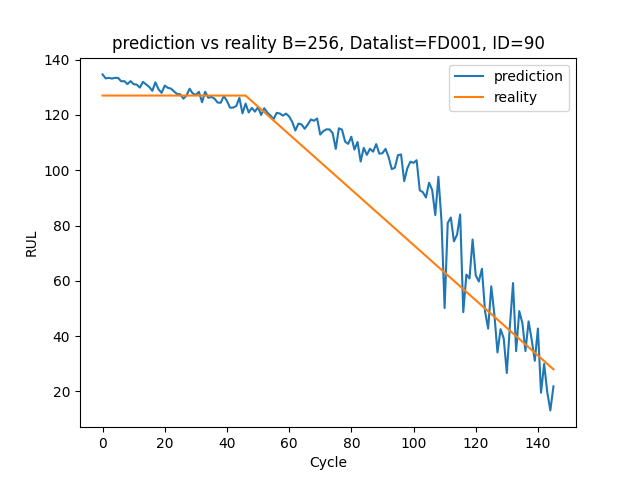 prediction vs reality B=256, Datalist=FD001, ID=90
140
120
100
80
60
40
20
RUL
prediction
reality
0 20 40 60 80 100 120 140
Cycle